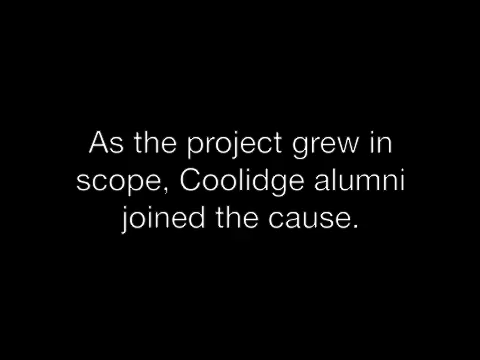 As the project grew in
scope, Coolidge alumni
joined the cause.